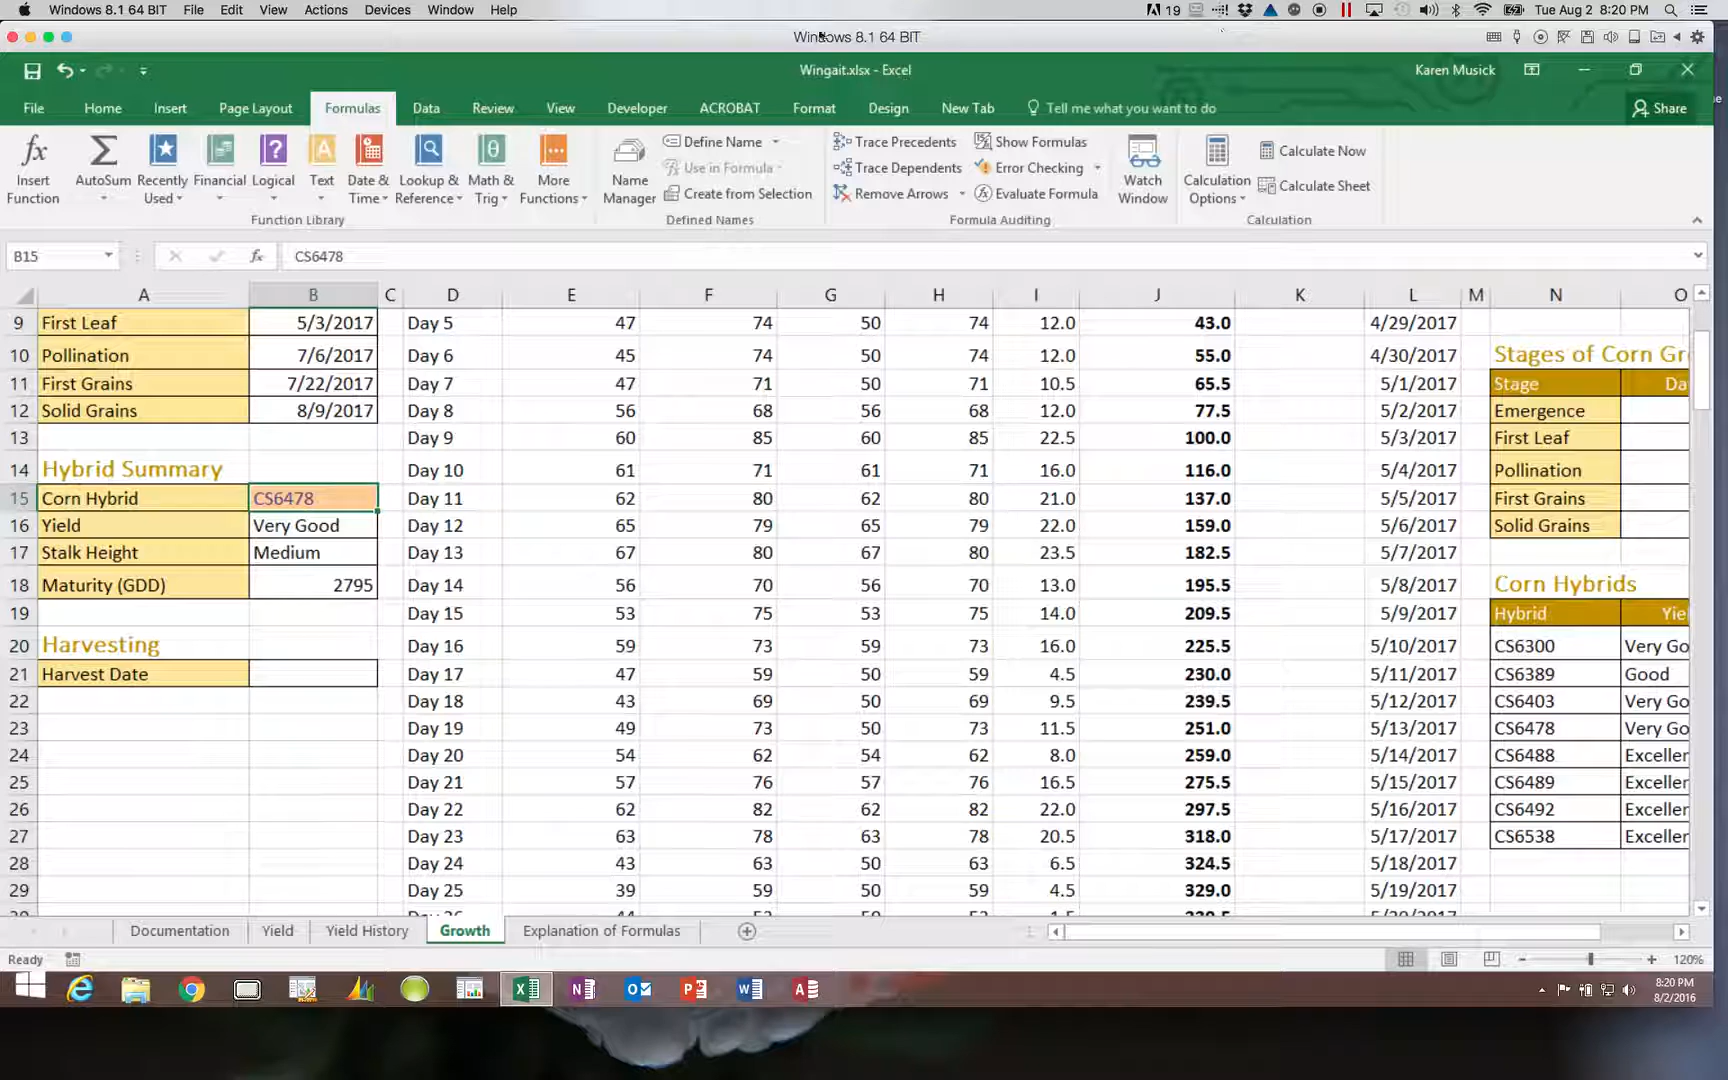 Windows 8.1 64 BIT File Edit View Actions Devices Window Help 19 Tue Aug 2 8:20 PM
Windows 8.1 64 BIT
Wingait.xlsx - Excel Karen Musick
File Home Insert Page Layout Formulas Data Review View Developer ACROBAT Format Design New Tab Tell me what you want to do Share
Insert Function AutoSum Recently Used Financial Logical Text Date & Time Lookup & Reference Math & Trig More Functions Name Manager Define Name Use in Formula Create from Selection Trace Precedents Trace Dependents Remove Arrows Show Formulas Error Checking Evaluate Formula Watch Window Calculation Options Calculate Now Calculate Sheet
Function Library Defined Names Formula Auditing Calculation
B15 fx CS6478
A B C D E F G H I J K L M N O
9 First Leaf 5/3/2017 Day 5 47 74 50 74 12.0 43.0 4/29/2017
10 Pollination 7/6/2017 Day 6 45 74 50 74 12.0 55.0 4/30/2017 Stages of Corn Gr
11 First Grains 7/22/2017 Day 7 47 71 50 71 10.5 65.5 5/1/2017 Stage Da
12 Solid Grains 8/9/2017 Day 8 56 68 56 68 12.0 77.5 5/2/2017 Emergence
13 Day 9 60 85 60 85 22.5 100.0 5/3/2017 First Leaf
14 Hybrid Summary Day 10 61 71 61 71 16.0 116.0 5/4/2017 Pollination
15 Corn Hybrid CS6478 Day 11 62 80 62 80 21.0 137.0 5/5/2017 First Grains
16 Yield Very Good Day 12 65 79 65 79 22.0 159.0 5/6/2017 Solid Grains
17 Stalk Height Medium Day 13 67 80 67 80 23.5 182.5 5/7/2017
18 Maturity (GDD) 2795 Day 14 56 70 56 70 13.0 195.5 5/8/2017 Corn Hybrids
19 Day 15 53 75 53 75 14.0 209.5 5/9/2017 Hybrid Yiel
20 Harvesting Day 16 59 73 59 73 16.0 225.5 5/10/2017 CS6300 Very Go
21 Harvest Date Day 17 47 59 50 59 4.5 230.0 5/11/2017 CS6389 Good
22 Day 18 43 69 50 69 9.5 239.5 5/12/2017 CS6403 Very Go
23 Day 19 49 73 50 73 11.5 251.0 5/13/2017 CS6478 Very Go
24 Day 20 54 62 54 62 8.0 259.0 5/14/2017 CS6488 Exceller
25 Day 21 57 76 57 76 16.5 275.5 5/15/2017 CS6489 Exceller
26 Day 22 62 82 62 82 22.0 297.5 5/16/2017 CS6492 Exceller
27 Day 23 63 78 63 78 20.5 318.0 5/17/2017 CS6538 Exceller
28 Day 24 43 63 50 63 6.5 324.5 5/18/2017
29 Day 25 39 59 50 59 4.5 329.0 5/19/2017
Documentation Yield Yield History Growth Explanation of Formulas
Ready 120%
8:20 PM
8/2/2016